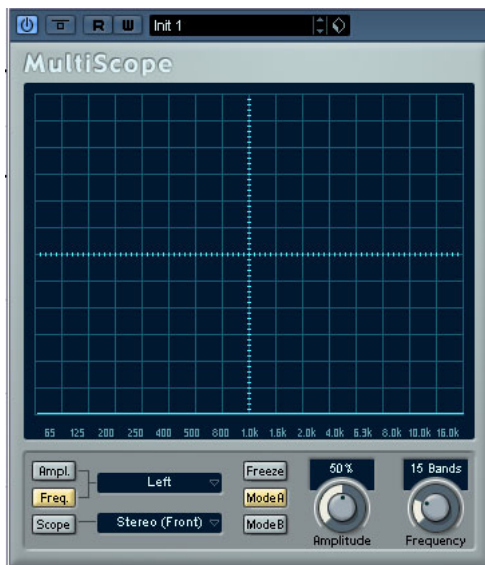 R W Init 1
MultiScope
65 125 200 250 400 500 800 1.0k 1.6k 2.0k 4.0k 6.3k 8.0k 10.0k 16.0k
Ampl. Left Freeze 50% 15 Bands
Freq. ModeA
Scope Stereo (Front) ModeB
Amplitude Frequency